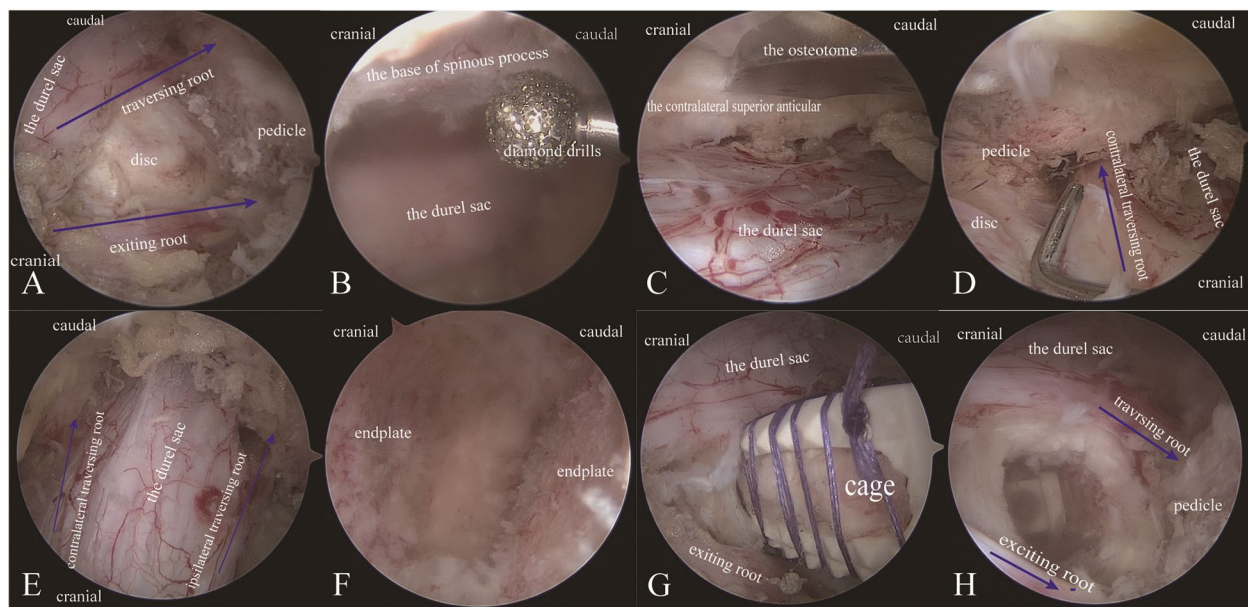 caudal
the durel sac
traversing root
disc
pedicle
exiting root
cranial
A
cranial
caudal
the base of spinous process
diamond drills
the durel sac
B
cranial
caudal
the osteotome
the contralateral superior anticular
the durel sac
C
caudal
pedicle
contralateral traversing root
the durel sac
disc
cranial
D
caudal
contralateral traversing root
the durel sac
ipsilateral traversing root
cranial
E
cranial
caudal
endplate
endplate
F
cranial
caudal
the durel sac
cage
exiting root
G
cranial
caudal
the durel sac
travrsing root
pedicle
exciting root
H